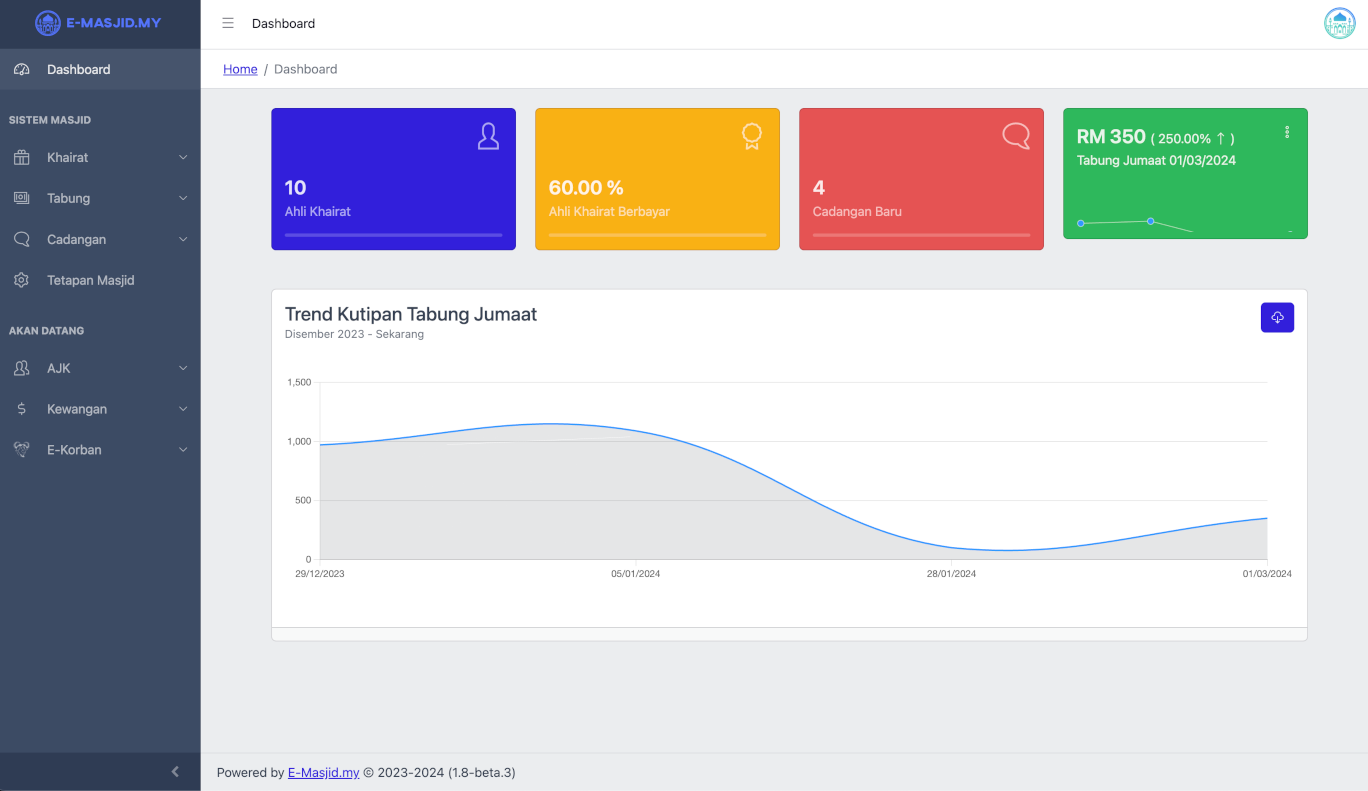 E-MASJID.MY
Dashboard
SISTEM MASJID
Khairat
Tabung
Cadangan
Tetapan Masjid
AKAN DATANG
AJK
Kewangan
E-Korban
Dashboard
Home / Dashboard
10
Ahli Khairat
60.00 %
Ahli Khairat Berbayar
4
Cadangan Baru
RM 350 ( 250.00% ↑ )
Tabung Jumaat 01/03/2024
Trend Kutipan Tabung Jumaat
Disember 2023 - Sekarang
1,500
1,000
500
0
29/12/2023 05/01/2024 28/01/2024 01/03/2024
Powered by E-Masjid.my © 2023-2024 (1.8-beta.3)